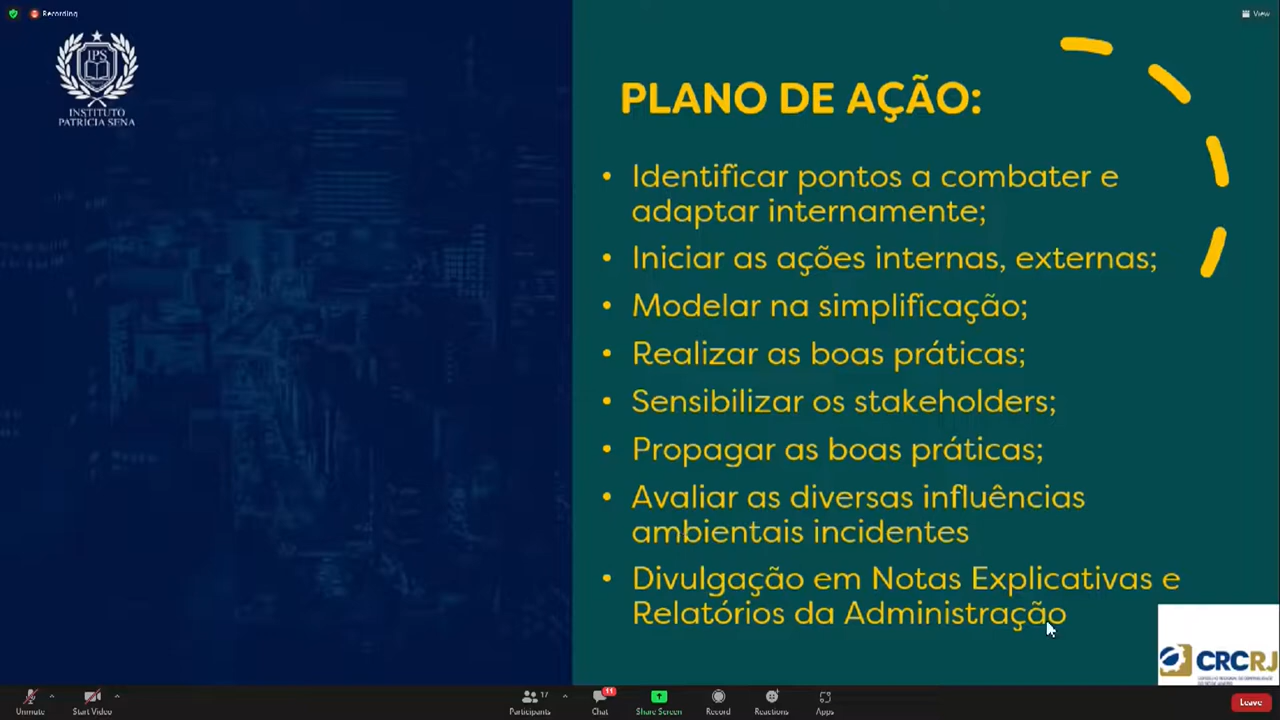 Recording
View
IPS
INSTITUTO
PATRICIA SENA
PLANO DE AÇÃO:
• Identificar pontos a combater e
adaptar internamente;
• Iniciar as ações internas, externas;
• Modelar na simplificação;
• Realizar as boas práticas;
• Sensibilizar os stakeholders;
• Propagar as boas práticas;
• Avaliar as diversas influências
ambientais incidentes
• Divulgação em Notas Explicativas e
Relatórios da Administração
CRCRJ
Unmute
Start Video
17
Participants
11
Chat
Share Screen
Record
Reactions
Apps
Leave